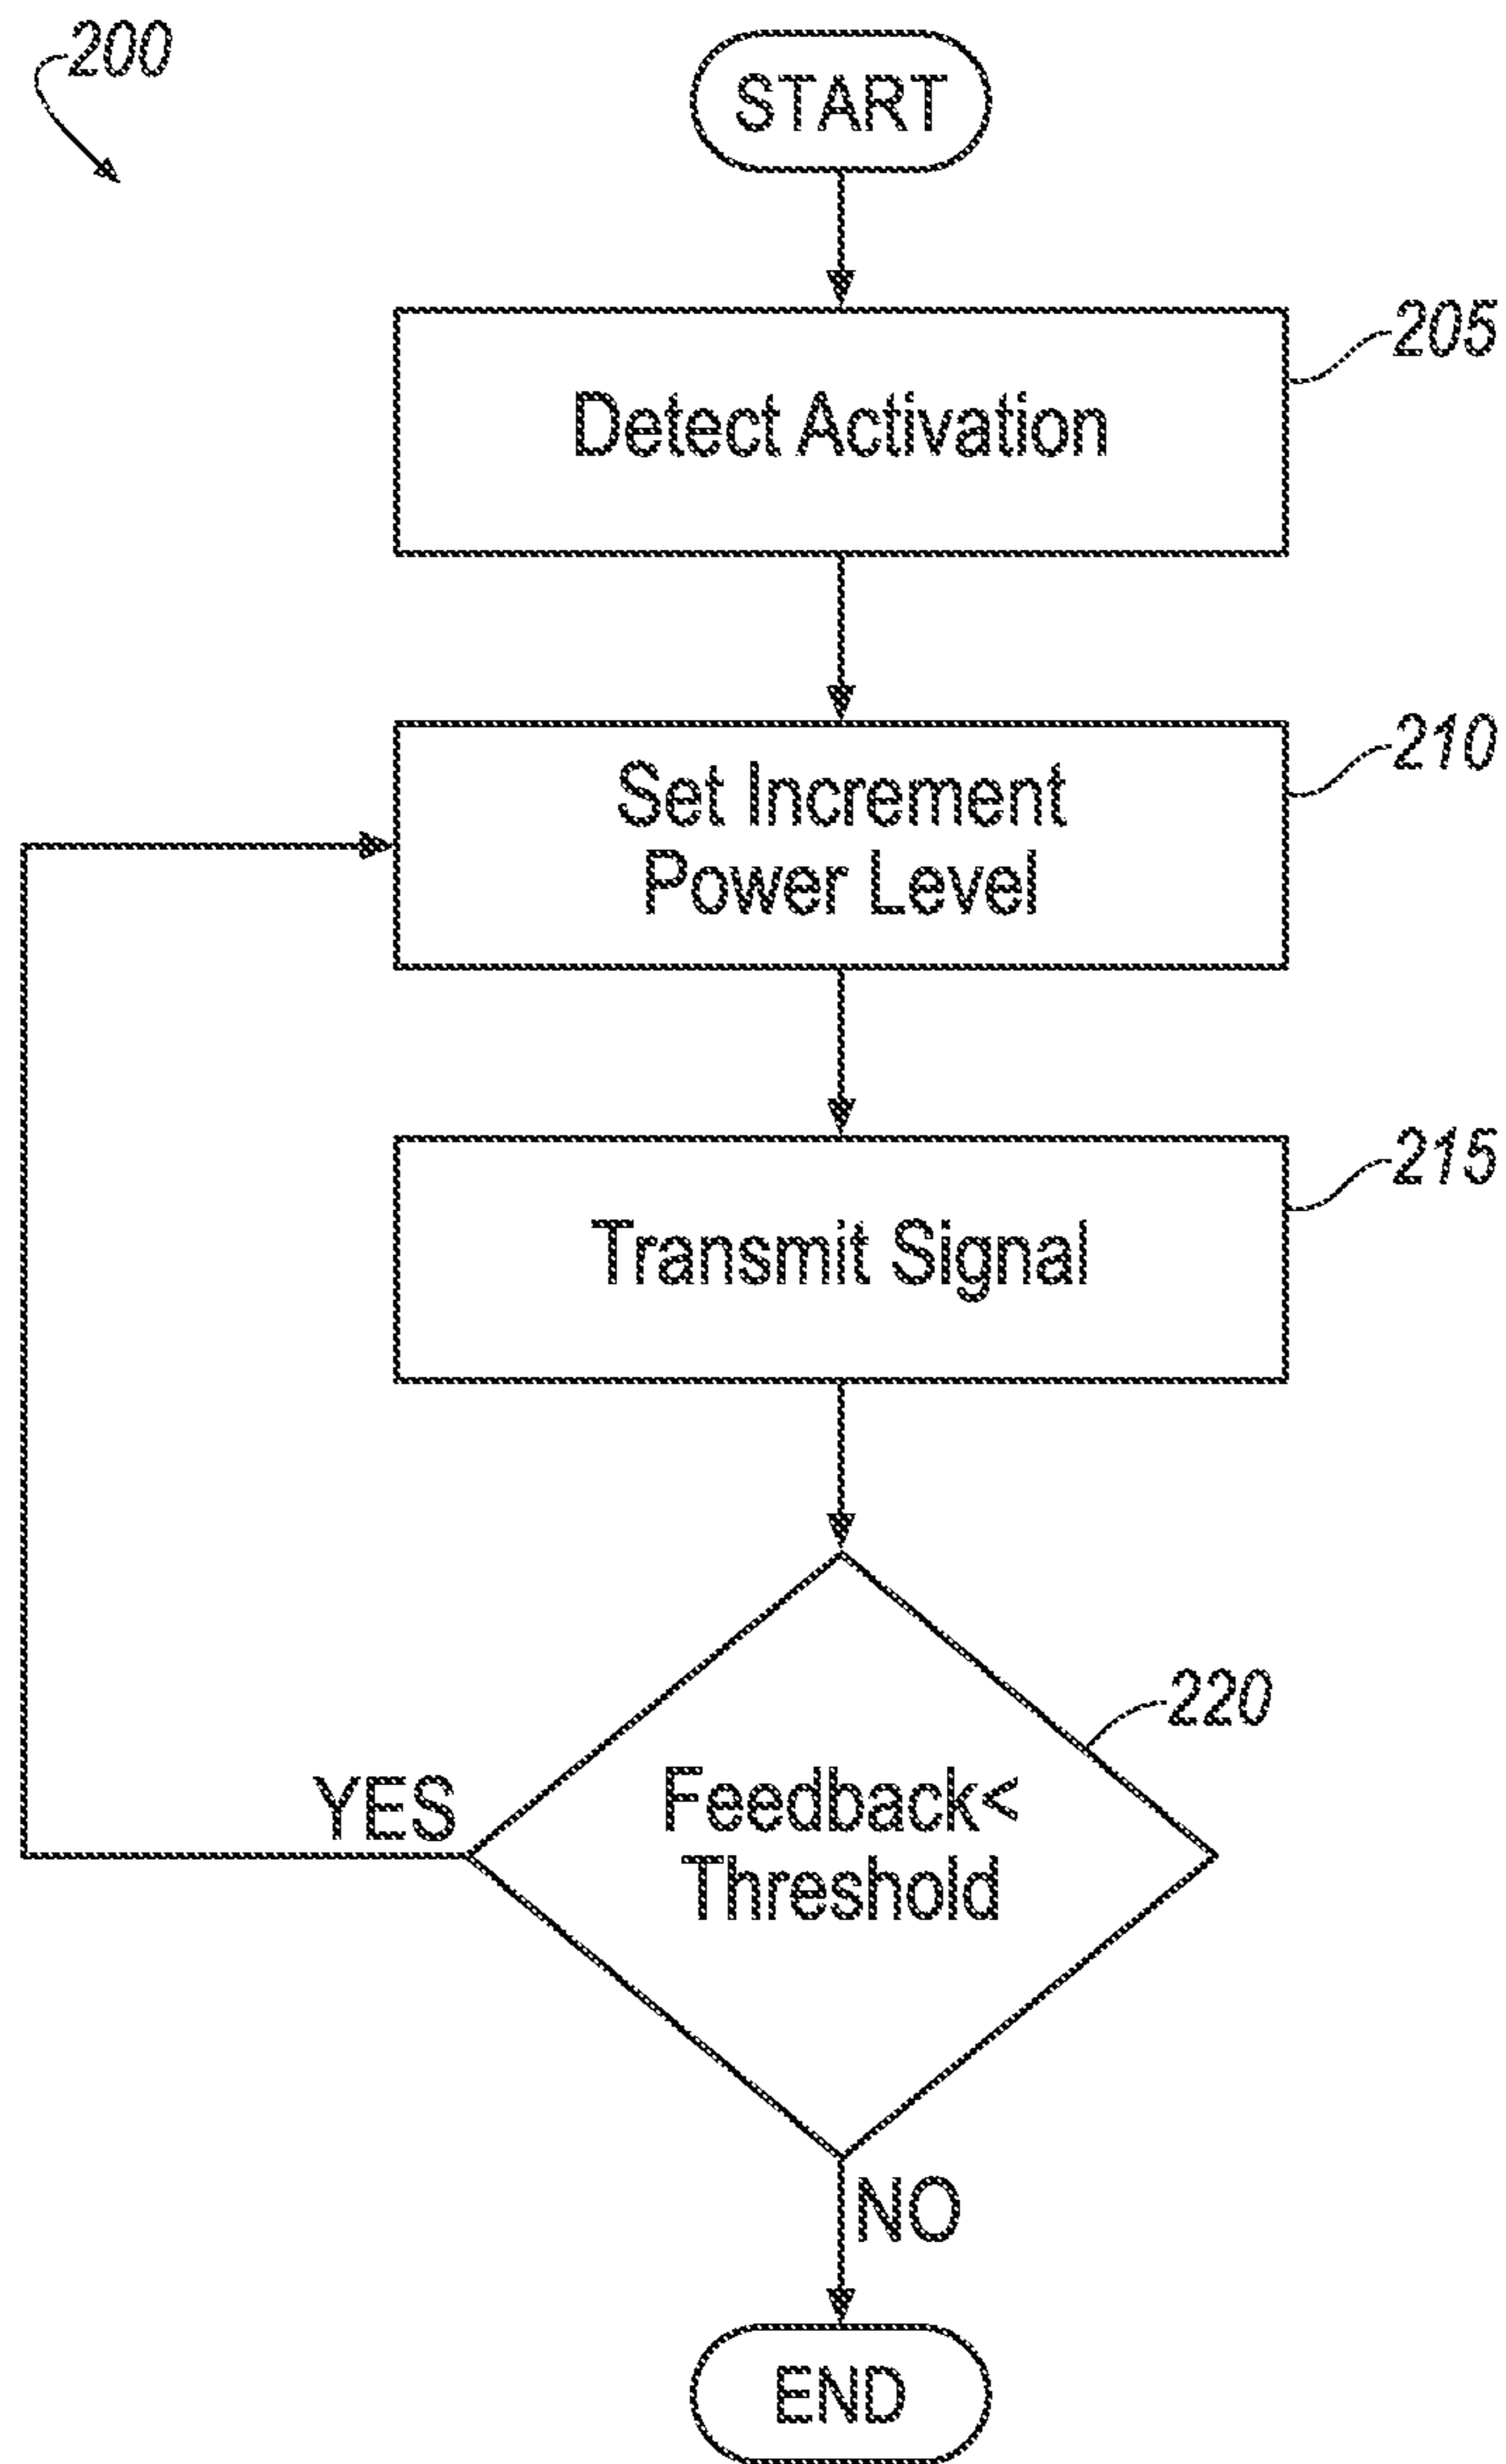 200
START
205
Detect Activation
210
Set Increment
Power Level
215
Transmit Signal
220
YES
Feedback<
Threshold
NO
END